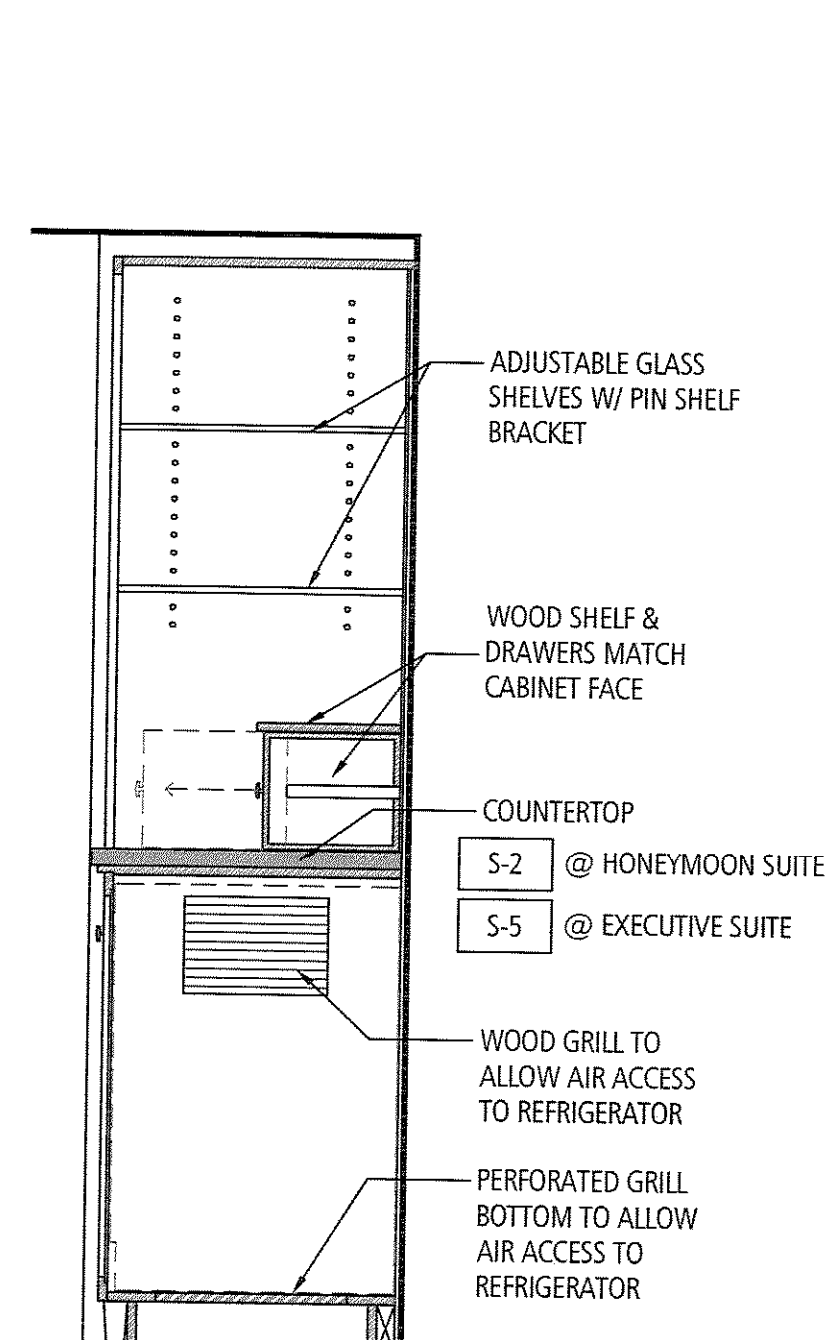 ADJUSTABLE GLASS
SHELVES W/ PIN SHELF
BRACKET
WOOD SHELF &
DRAWERS MATCH
CABINET FACE
COUNTERTOP
S-2 @ HONEYMOON SUITE
S-5 @ EXECUTIVE SUITE
WOOD GRILL TO
ALLOW AIR ACCESS
TO REFRIGERATOR
PERFORATED GRILL
BOTTOM TO ALLOW
AIR ACCESS TO
REFRIGERATOR